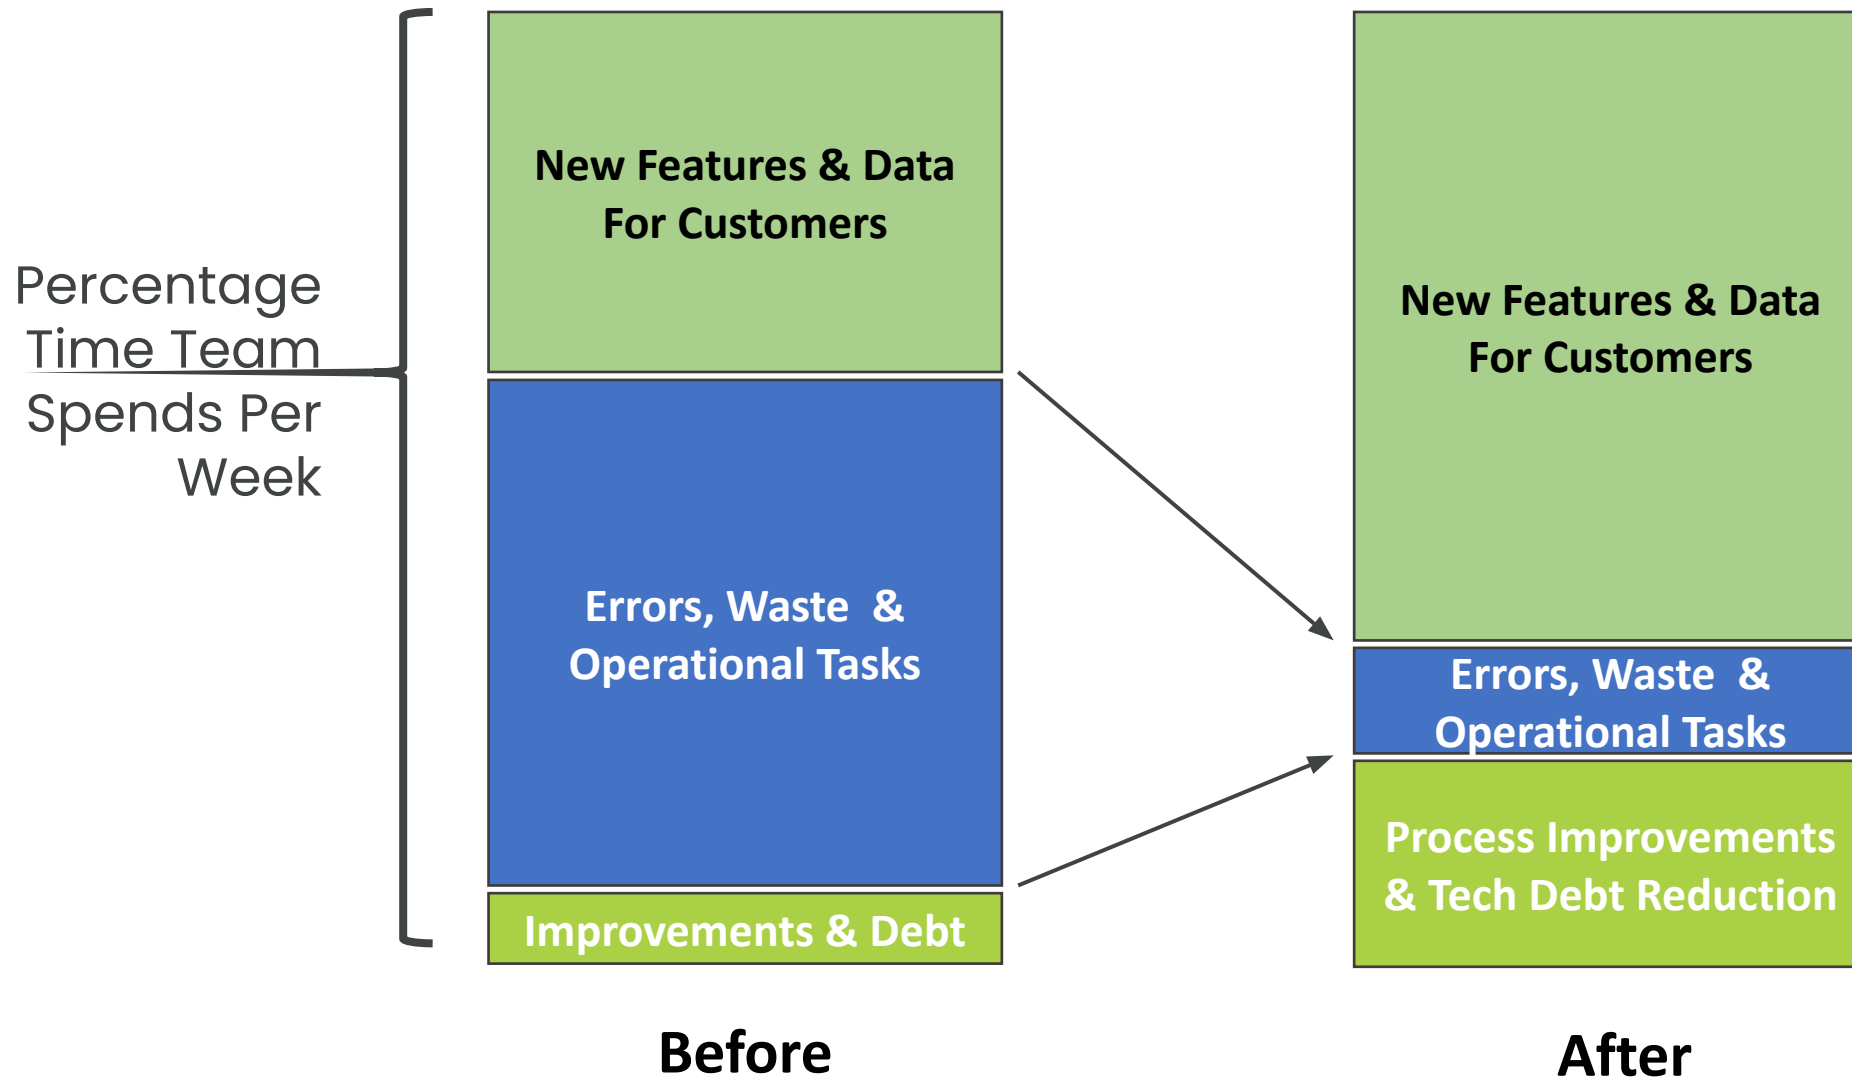 Percentage
Time Team
Spends Per
Week
New Features & Data
For Customers
Errors, Waste  &
Operational Tasks
Improvements & Debt
Before
New Features & Data
For Customers
Errors, Waste  &
Operational Tasks
Process Improvements
& Tech Debt Reduction
After